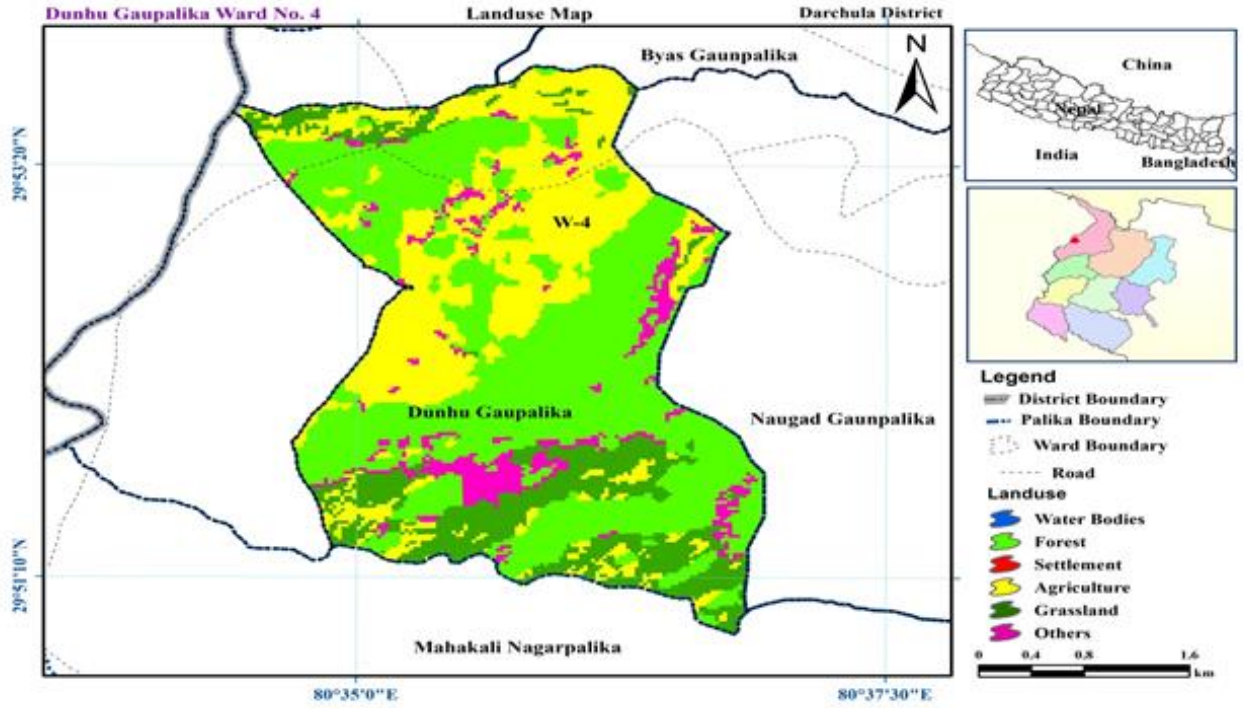 Dunhu Gaupalika Ward No. 4 Landuse Map Darchula District
N
Byas Gaunpalika
W-4
Dunhu Gaupalika
Naugad Gaunpalika
Mahakali Nagarpalika
29°53'20"N
29°51'10"N
80°35'0"E 80°37'30"E
China
Nepal
India Bangladesh
Legend
District Boundary
Palika Boundary
Ward Boundary
Road
Landuse
Water Bodies
Forest
Settlement
Agriculture
Grassland
Others
0 0.4 0.8 1.6
km